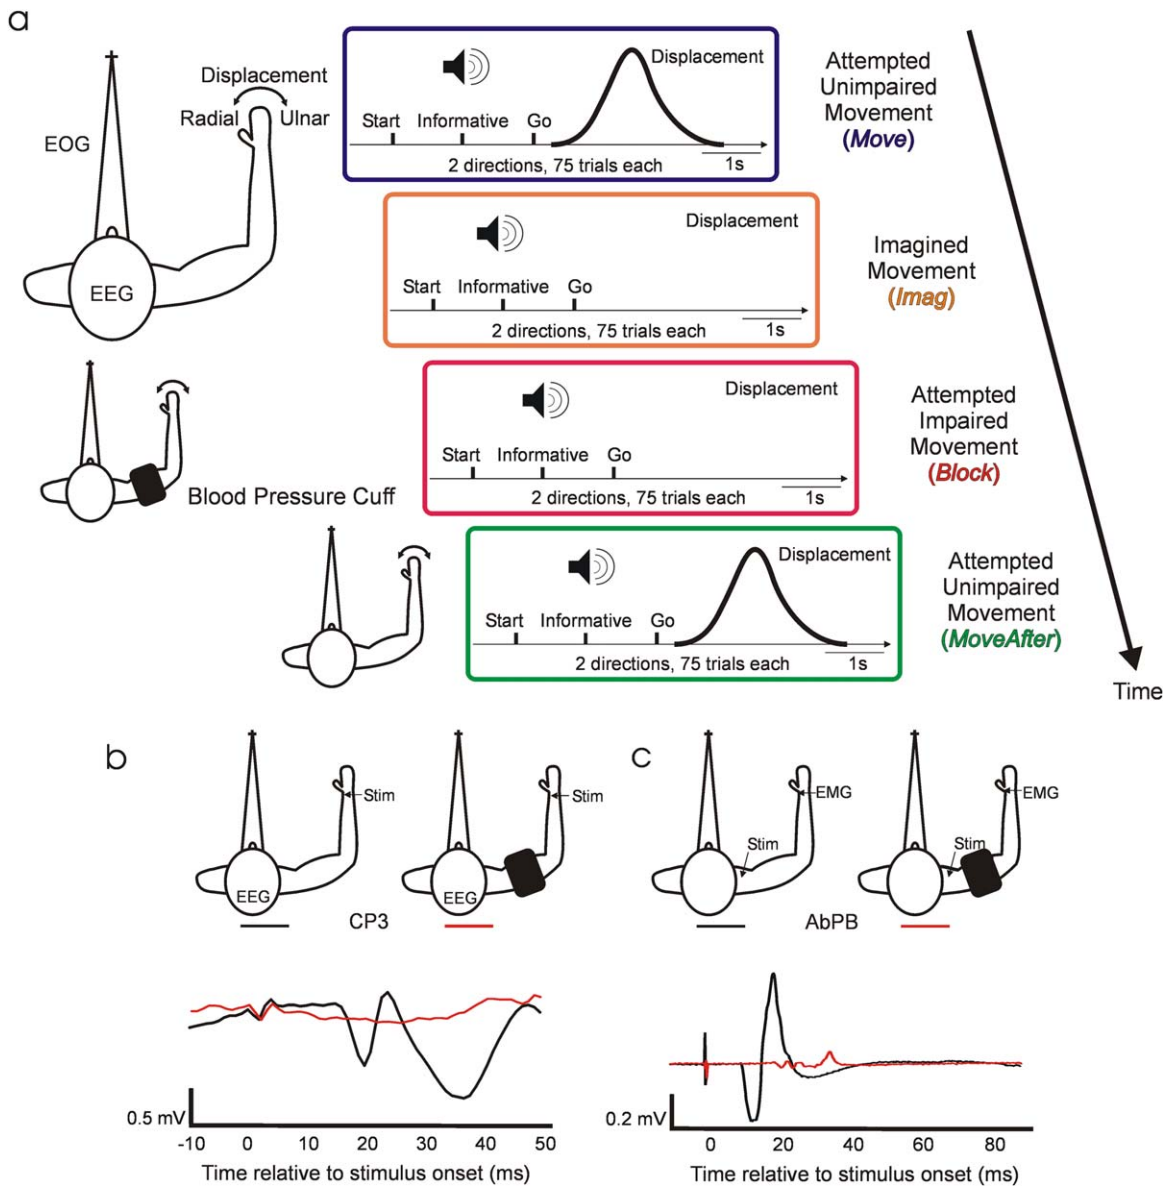 a
EOG
EEG
Displacement
Radial Ulnar
Displacement
Start Informative Go
2 directions, 75 trials each
1s
Attempted
Unimpaired
Movement
(Move)
Displacement
Start Informative Go
2 directions, 75 trials each
1s
Imagined
Movement
(Imag)
Blood Pressure Cuff
Displacement
Start Informative Go
2 directions, 75 trials each
1s
Attempted
Impaired
Movement
(Block)
Displacement
Start Informative Go
2 directions, 75 trials each
1s
Attempted
Unimpaired
Movement
(MoveAfter)
Time
b
Stim
Stim
EEG
EEG
CP3
0.5 mV
-10 0 10 20 30 40 50
Time relative to stimulus onset (ms)
c
EMG
EMG
Stim
Stim
AbPB
0.2 mV
0 20 40 60 80
Time relative to stimulus onset (ms)